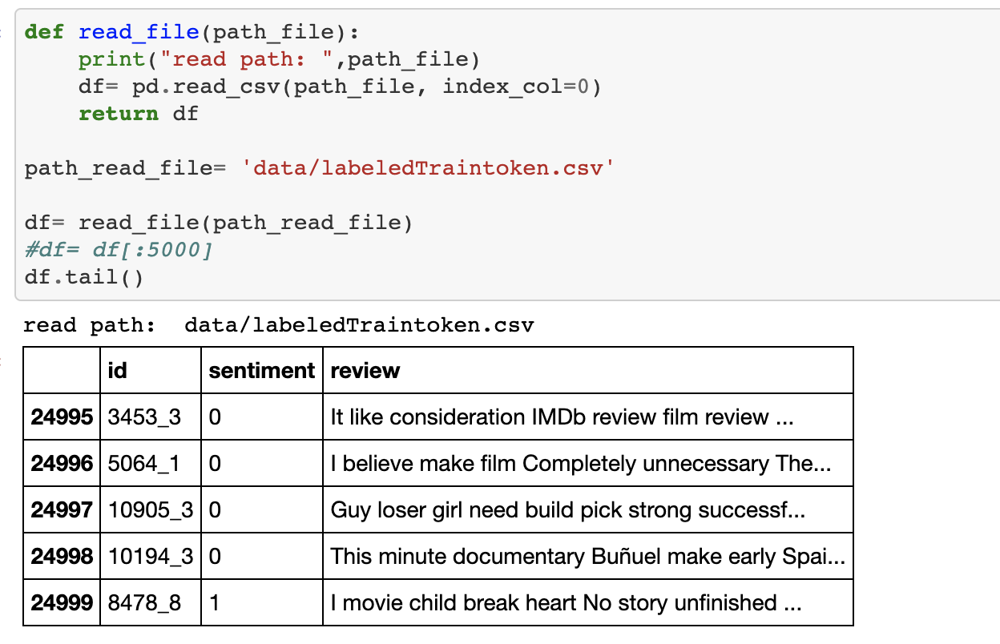 def read_file(path_file):
    print("read path: ",path_file)
    df= pd.read_csv(path_file, index_col=0)
    return df
path_read_file= 'data/labeledTraintoken.csv'
df= read_file(path_read_file)
#df= df[:5000]
df.tail()
read path:  data/labeledTraintoken.csv
id sentiment review
24995 3453_3 0 It like consideration IMDb review film review ...
24996 5064_1 0 I believe make film Completely unnecessary The...
24997 10905_3 0 Guy loser girl need build pick strong successf...
24998 10194_3 0 This minute documentary Buñuel make early Spai...
24999 8478_8 1 I movie child break heart No story unfinished ...